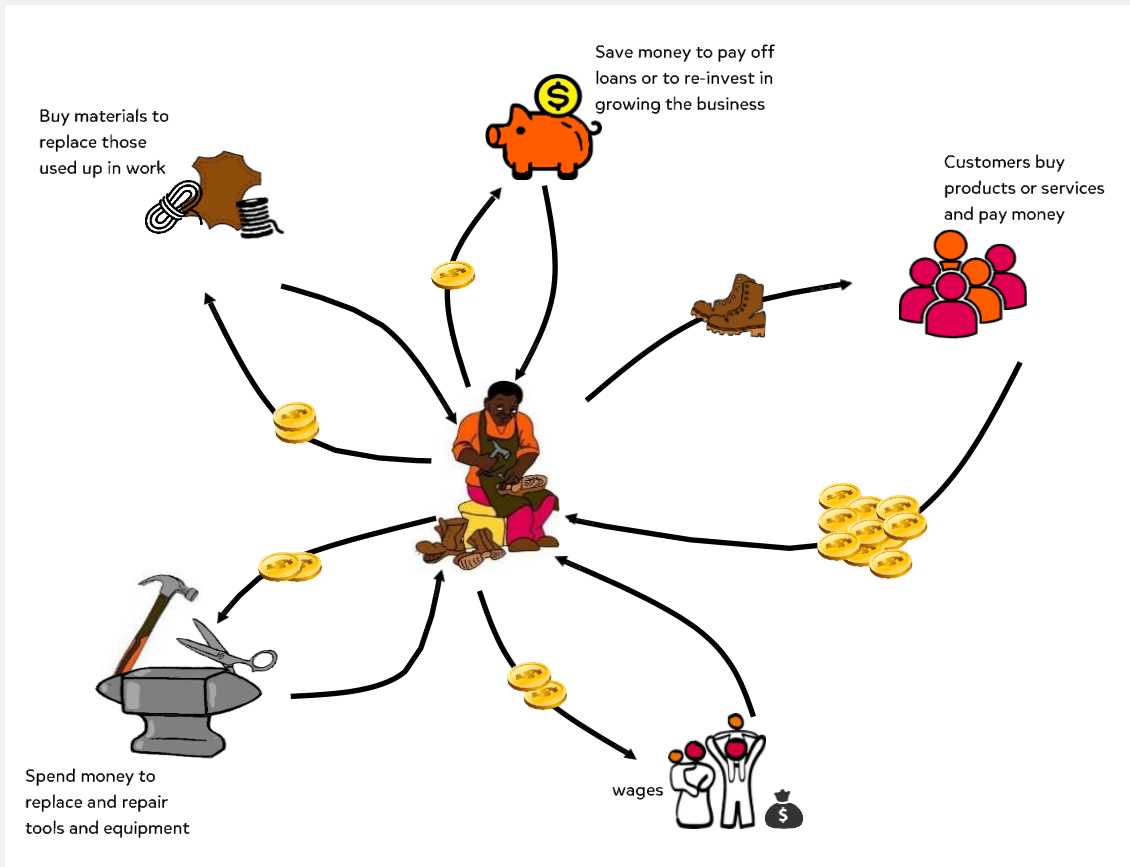 Save money to pay off
loans or to re-invest in
growing the business
Buy materials to
replace those
used up in work
Customers buy
products or services
and pay money
Spend money to
replace and repair
tools and equipment
wages
$
$